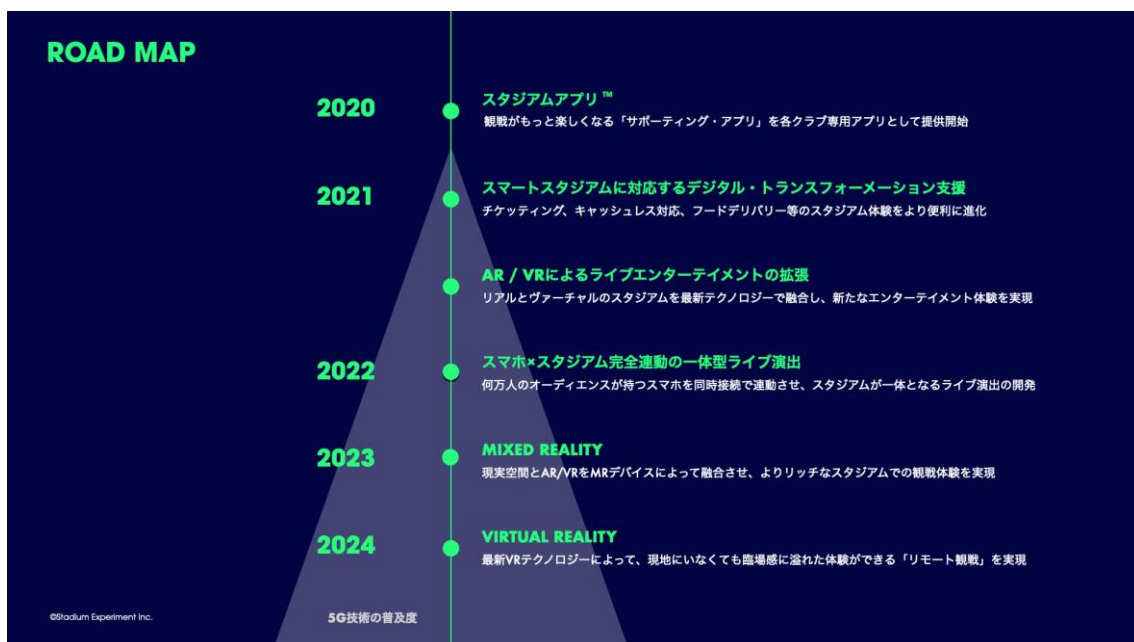 ROAD MAP
2020
スタジアムアプリ™
観戦がもっと楽しくなる「サポーティング・アプリ」を各クラブ専用アプリとして提供開始
2021
スマートスタジアムに対応するデジタル・トランスフォーメーション支援
チケッティング、キャッシュレス対応、フードデリバリー等のスタジアム体験をより便利に進化
AR / VRによるライブエンターテイメントの拡張
リアルとヴァーチャルのスタジアムを最新テクノロジーで融合し、新たなエンターテイメント体験を実現
2022
スマホ×スタジアム完全連動の一体型ライブ演出
何万人のオーディエンスが持つスマホを同時接続で連動させ、スタジアムが一体となるライブ演出の開発
2023
MIXED REALITY
現実空間とAR/VRをMRデバイスによって融合させ、よりリッチなスタジアムでの観戦体験を実現
2024
VIRTUAL REALITY
最新VRテクノロジーによって、現地にいなくても臨場感に溢れた体験ができる「リモート観戦」を実現
©Stadium Experiment Inc.
5G技術の普及度